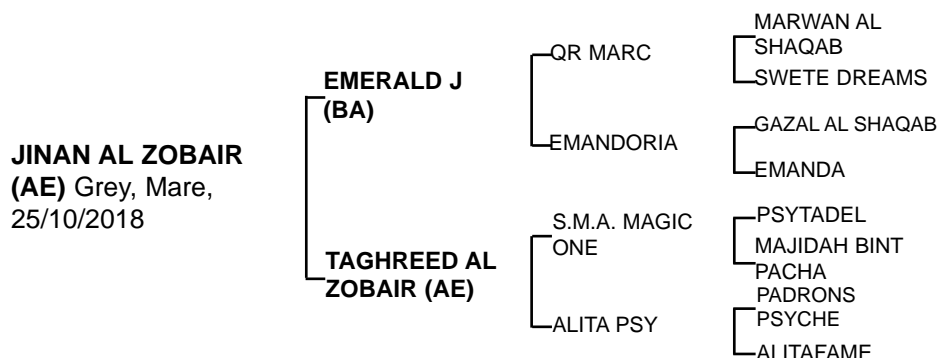 JINAN AL ZOBAIR
(AE) Grey, Mare,
25/10/2018
EMERALD J
(BA)
TAGHREED AL
ZOBAIR (AE)
QR MARC
EMANDORIA
S.M.A. MAGIC
ONE
ALITA PSY
MARWAN AL
SHAQAB
SWETE DREAMS
GAZAL AL SHAQAB
EMANDA
PSYTADEL
MAJIDAH BINT
PACHA
PADRONS
PSYCHE
ALITAFAME